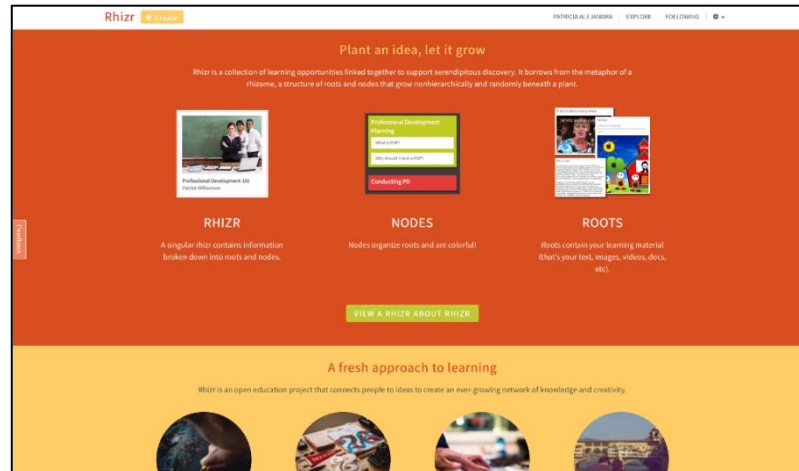 Rhizr + Create PATRICIA ALEJANDRA EXPLORE FOLLOWING
Plant an idea, let it grow
Rhizr is a collection of learning opportunities linked together to support serendipitous discovery. It borrows from the metaphor of a
rhizome, a structure of roots and nodes that grow nonhierarchically and randomly beneath a plant.
Professional Development 101
Patrick Williamson
Professional Development
Planning
What is PDP?
Why should I have a PDP?
Conducting PD
RHIZR
A singular rhizr contains information
broken down into roots and nodes.
NODES
Nodes organize roots and are colorful!
ROOTS
Roots contain your learning material
(that's your text, images, videos, docs,
etc).
Feedback
VIEW A RHIZR ABOUT RHIZR
A fresh approach to learning
Rhizr is an open education project that connects people to ideas to create an ever-growing network of knowledge and creativity.